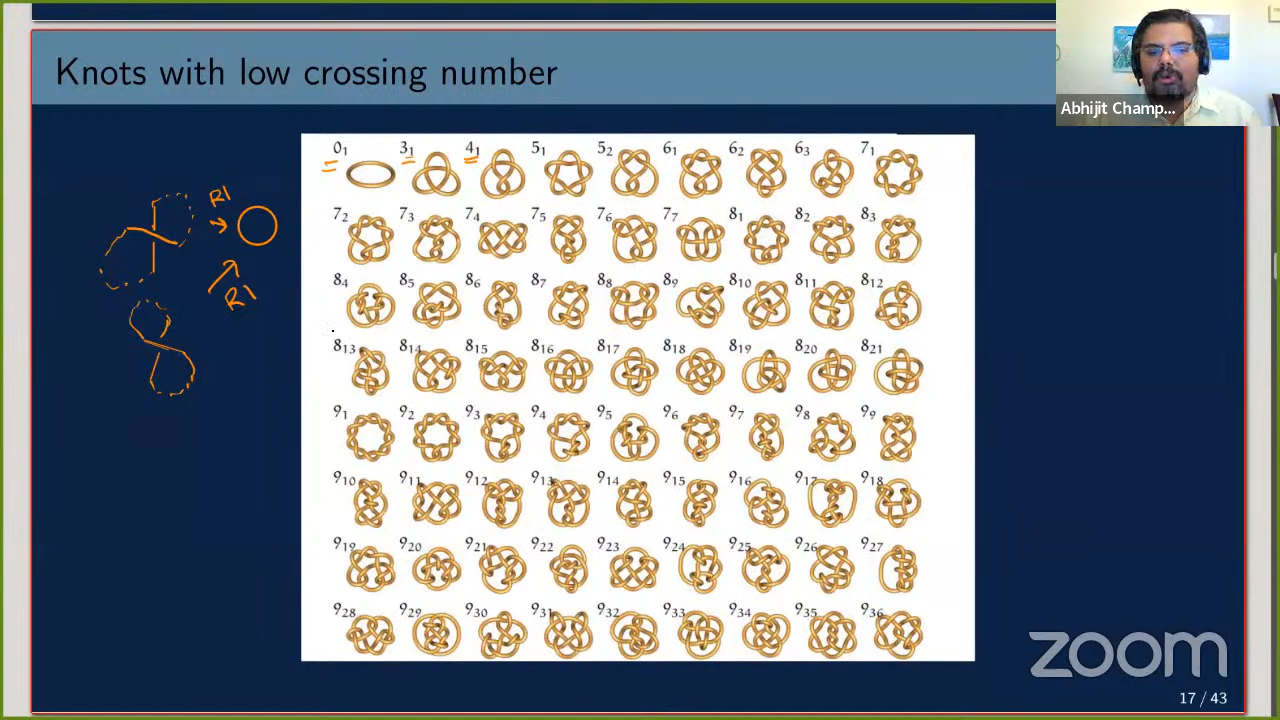 Knots with low crossing number
Abhijit Champ...
0₁ 3₁ 4₁ 5₁ 5₂ 6₁ 6₂ 6₃ 7₁
R1
7₂ 7₃ 7₄ 7₅ 7₆ 7₇ 8₁ 8₂ 8₃
R1
8₄ 8₅ 8₆ 8₇ 8₈ 8₉ 8₁₀ 8₁₁ 8₁₂
8₁₃ 8₁₄ 8₁₅ 8₁₆ 8₁₇ 8₁₈ 8₁₉ 8₂₀ 8₂₁
9₁ 9₂ 9₃ 9₄ 9₅ 9₆ 9₇ 9₈ 9₉
9₁₀ 9₁₁ 9₁₂ 9₁₃ 9₁₄ 9₁₅ 9₁₆ 9₁₇ 9₁₈
9₁₉ 9₂₀ 9₂₁ 9₂₂ 9₂₃ 9₂₄ 9₂₅ 9₂₆ 9₂₇
9₂₈ 9₂₉ 9₃₀ 9₃₁ 9₃₂ 9₃₃ 9₃₄ 9₃₅ 9₃₆
zoom
17 / 43